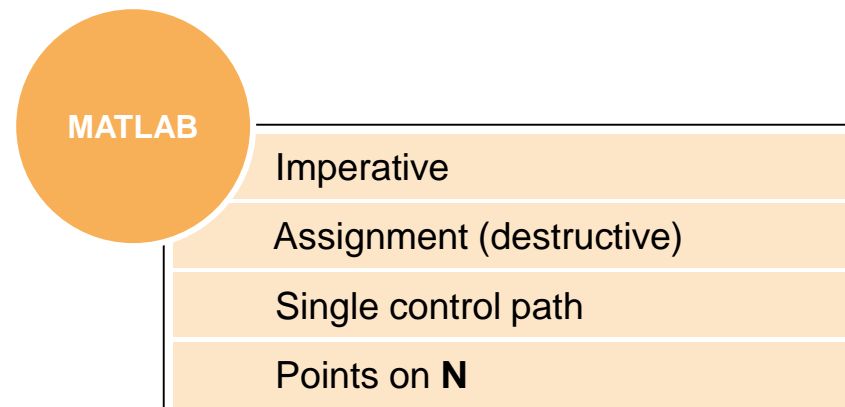 MATLAB
Imperative
Assignment (destructive)
Single control path
Points on N